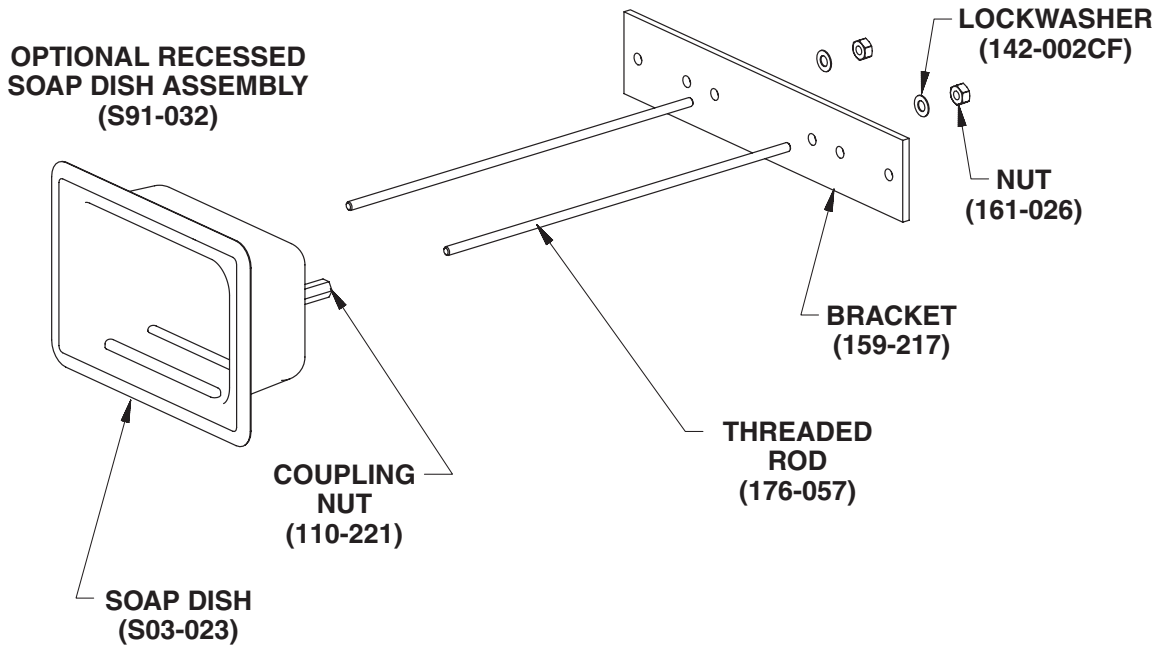 OPTIONAL RECESSED
SOAP DISH ASSEMBLY
(S91-032)
LOCKWASHER
(142-002CF)
NUT
(161-026)
BRACKET
(159-217)
THREADED
ROD
(176-057)
COUPLING
NUT
(110-221)
SOAP DISH
(S03-023)